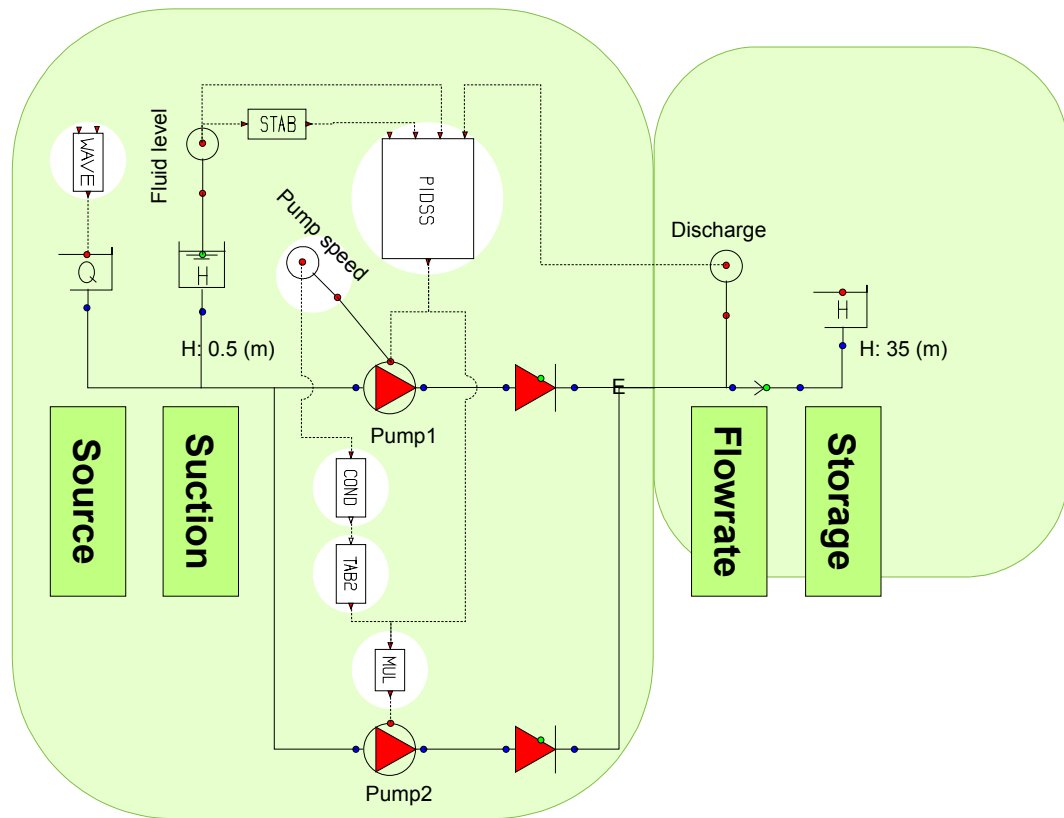 WAVE
Fluid level
STAB
PIDSS
Pump speed
Discharge
Q
H
H
H: 0.5 (m)
H: 35 (m)
E
Pump1
Source
Suction
Flowrate
Storage
COND
TAB2
MUL
Pump2